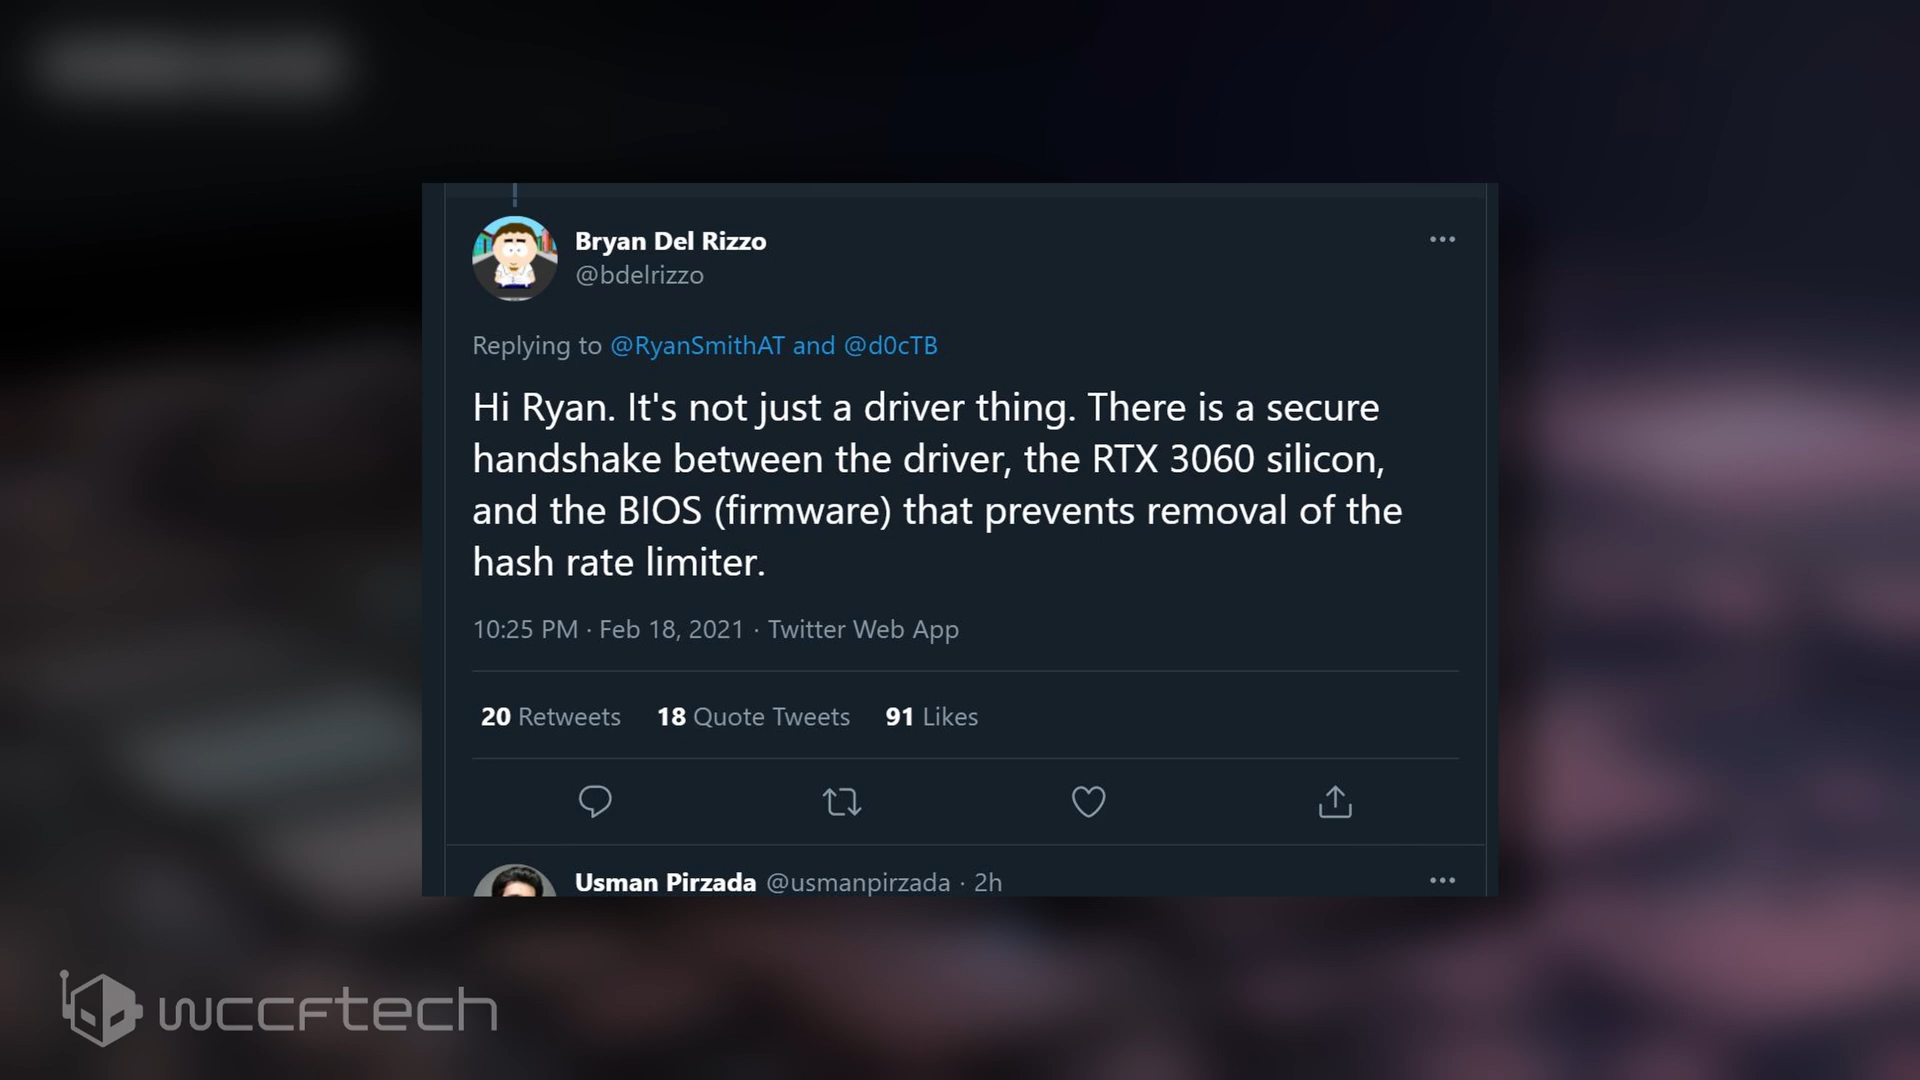 Bryan Del Rizzo
@bdelrizzo
Replying to @RyanSmithAT and @d0cTB
Hi Ryan. It's not just a driver thing. There is a secure
handshake between the driver, the RTX 3060 silicon,
and the BIOS (firmware) that prevents removal of the
hash rate limiter.
10:25 PM · Feb 18, 2021 · Twitter Web App
20 Retweets 18 Quote Tweets 91 Likes
Usman Pirzada @usmanpirzada · 2h
wccftech